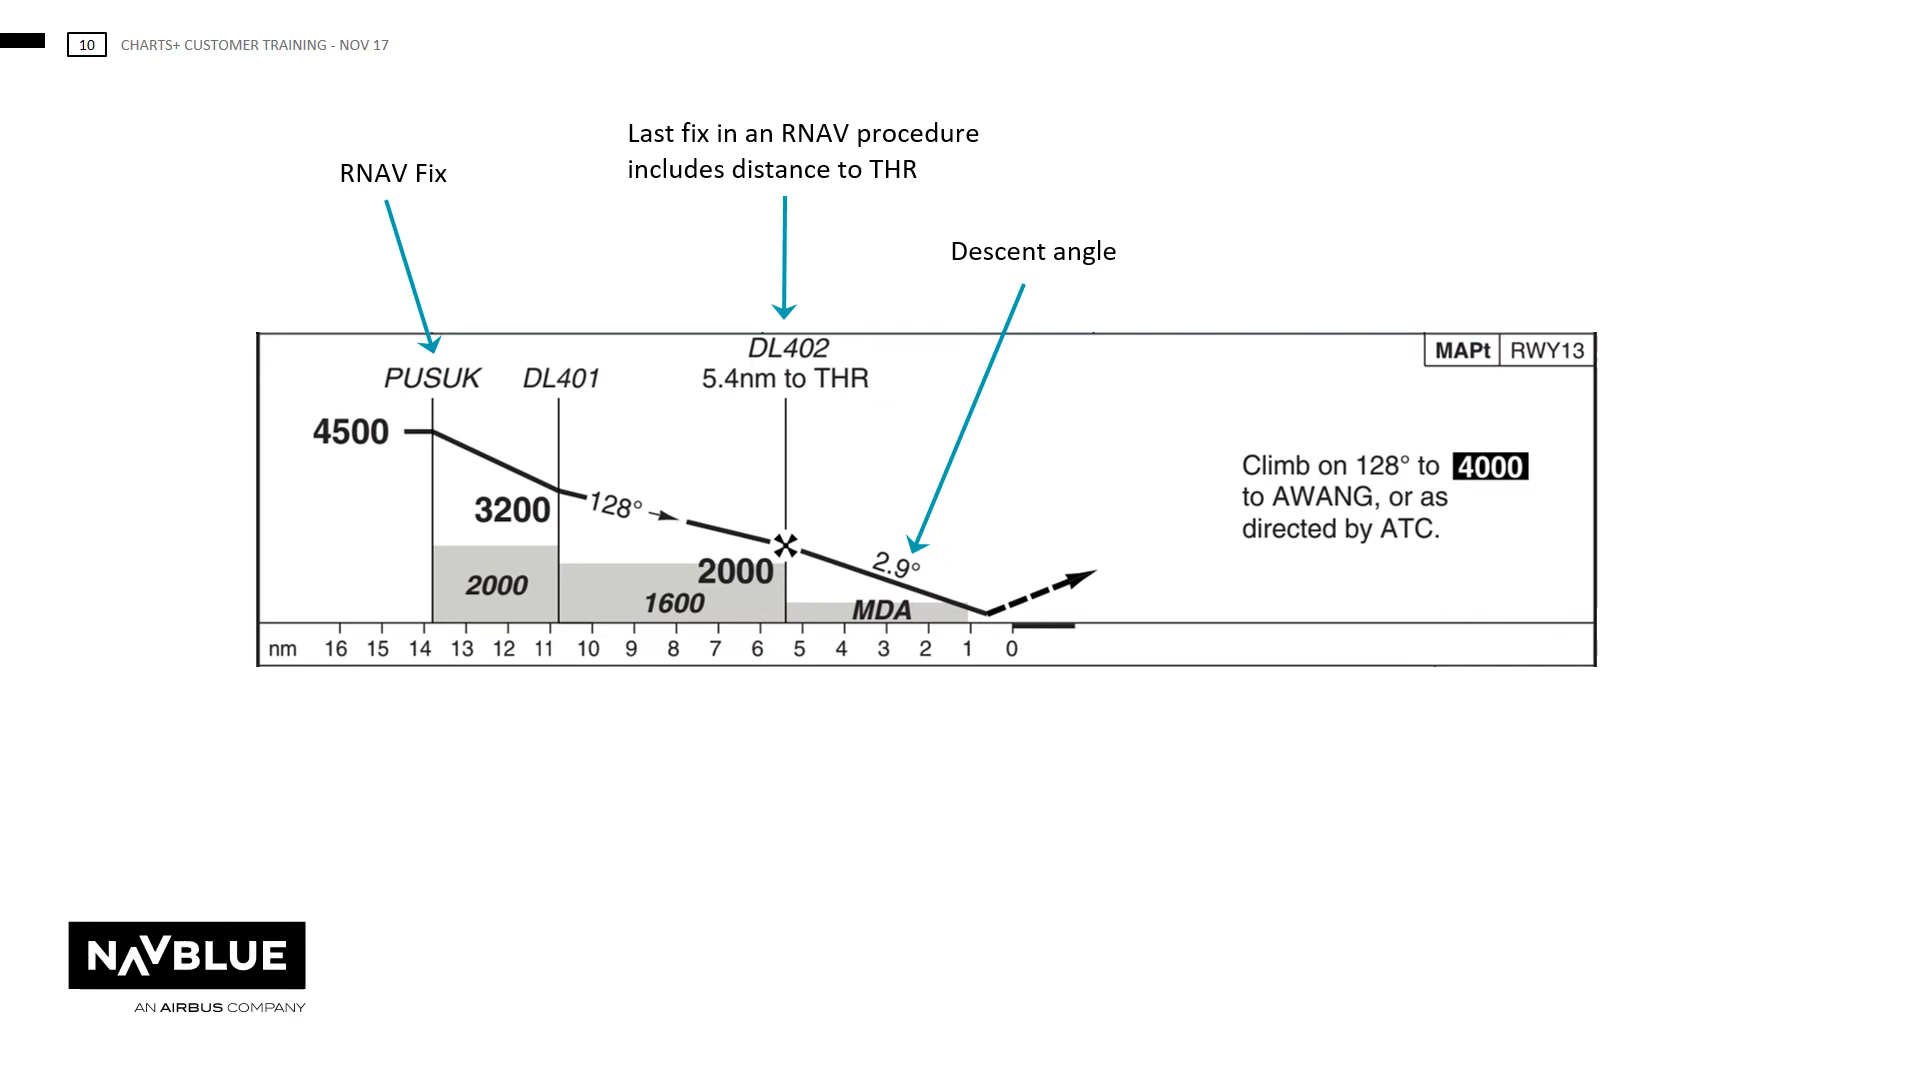 10 CHARTS+ CUSTOMER TRAINING - NOV 17
Last fix in an RNAV procedure
includes distance to THR
RNAV Fix
Descent angle
MAPt RWY13
DL402
PUSUK DL401 5.4nm to THR
4500
Climb on 128° to 4000
to AWANG, or as
directed by ATC.
3200 128°
2.9°
2000
2000
1600
MDA
nm 16 15 14 13 12 11 10 9 8 7 6 5 4 3 2 1 0
NAVBLUE
AN AIRBUS COMPANY